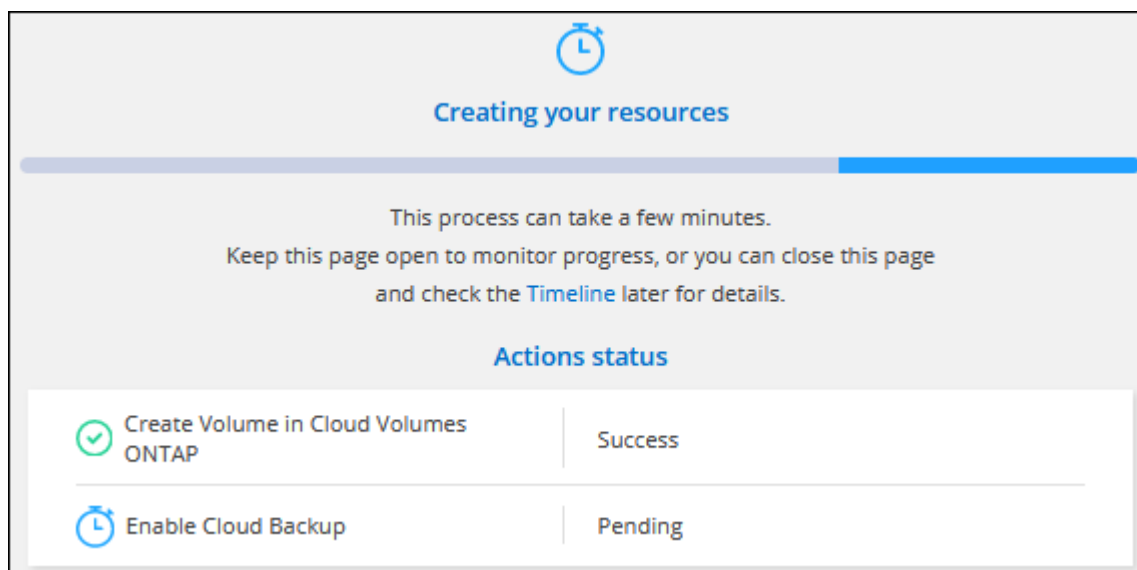 Creating your resources
This process can take a few minutes.
Keep this page open to monitor progress, or you can close this page
and check the Timeline later for details.
Actions status
Create Volume in Cloud Volumes
ONTAP
Success
Enable Cloud Backup
Pending